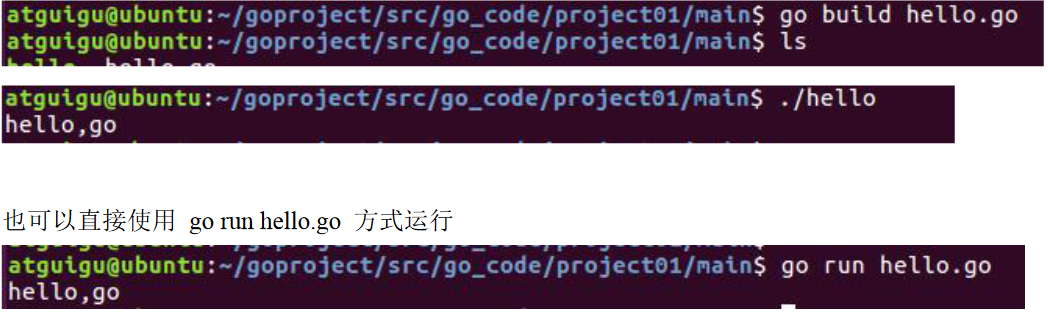 atguigu@ubuntu:~/goproject/src/go_code/project01/main$ go build hello.go
atguigu@ubuntu:~/goproject/src/go_code/project01/main$ ls
hello hello.go
atguigu@ubuntu:~/goproject/src/go_code/project01/main$ ./hello
hello,go
也可以直接使用 go run hello.go 方式运行
atguigu@ubuntu:~/goproject/src/go_code/project01/main$ go run hello.go
hello,go